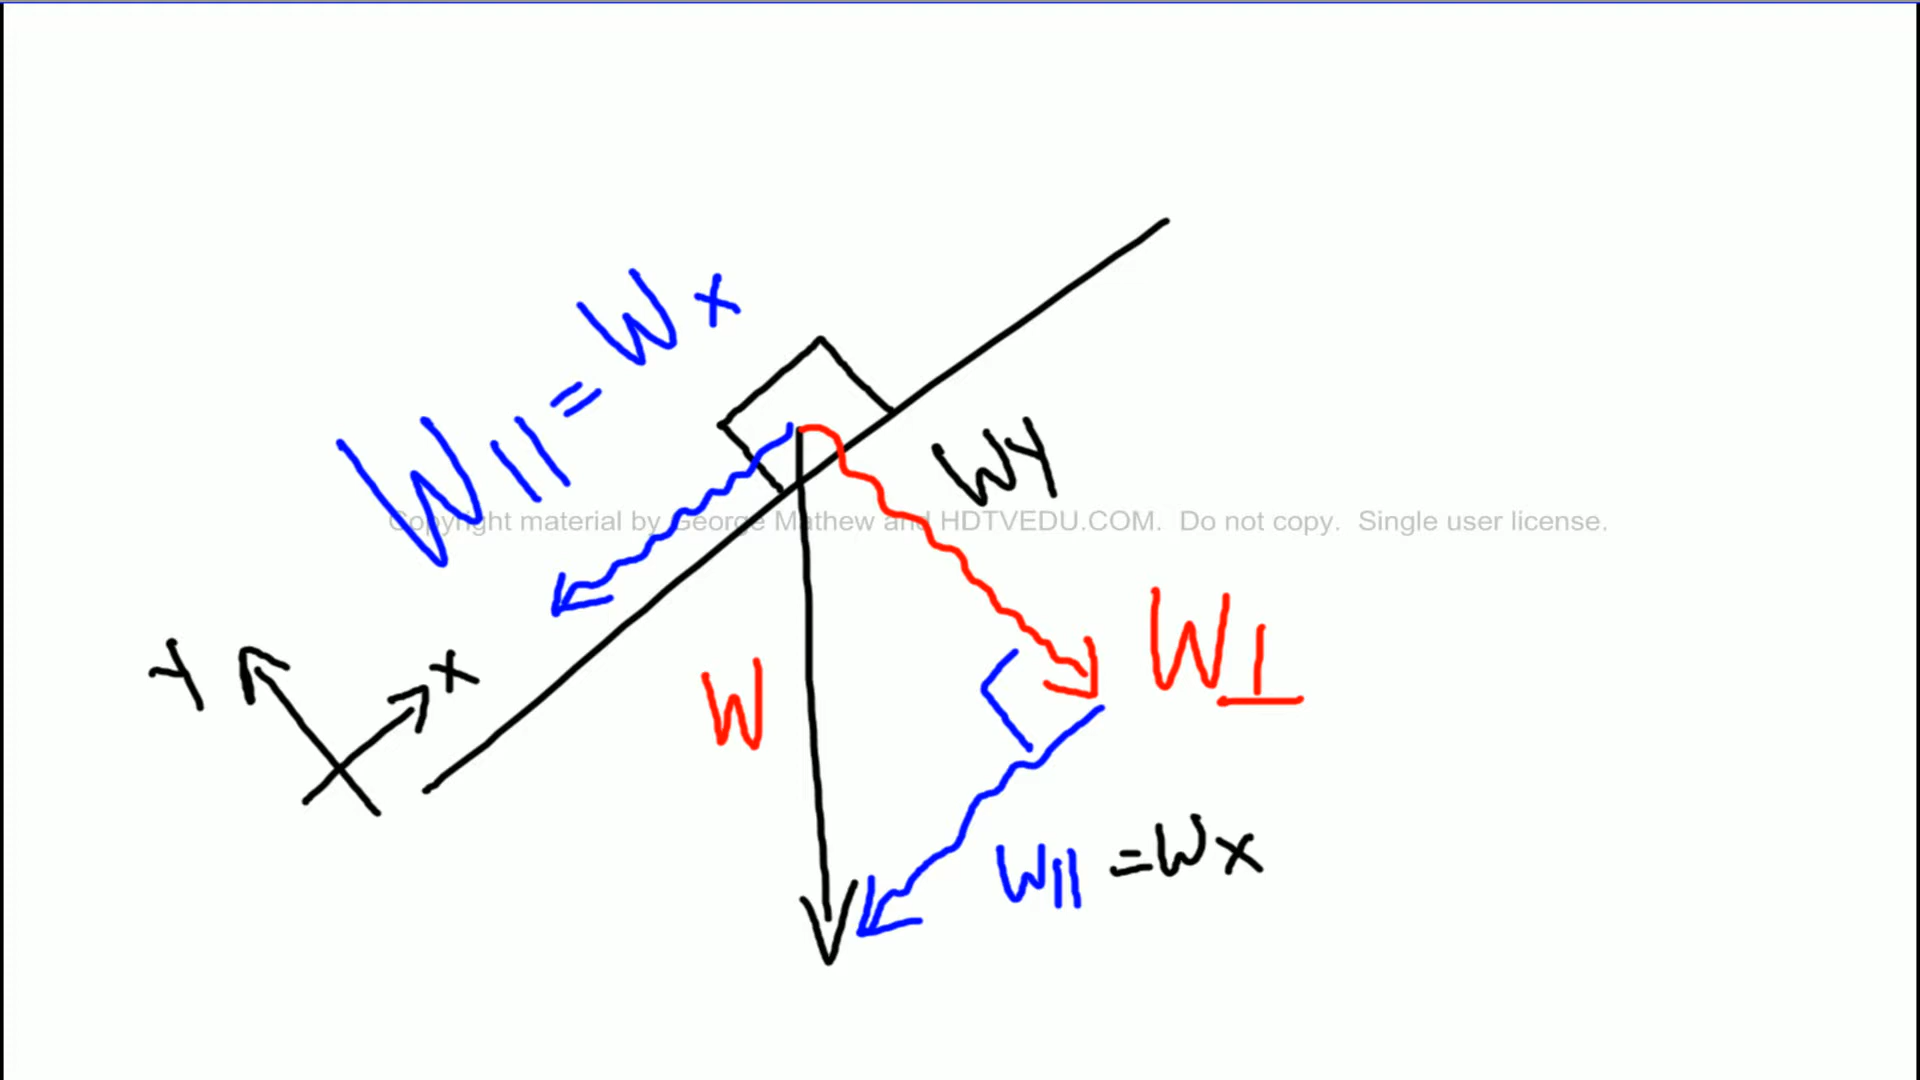 W|| = Wx
WY
Copyright material by George Mathew and HDTVEDU.COM. Do not copy. Single user license.
Y
X
W
W⊥
W|| = Wx